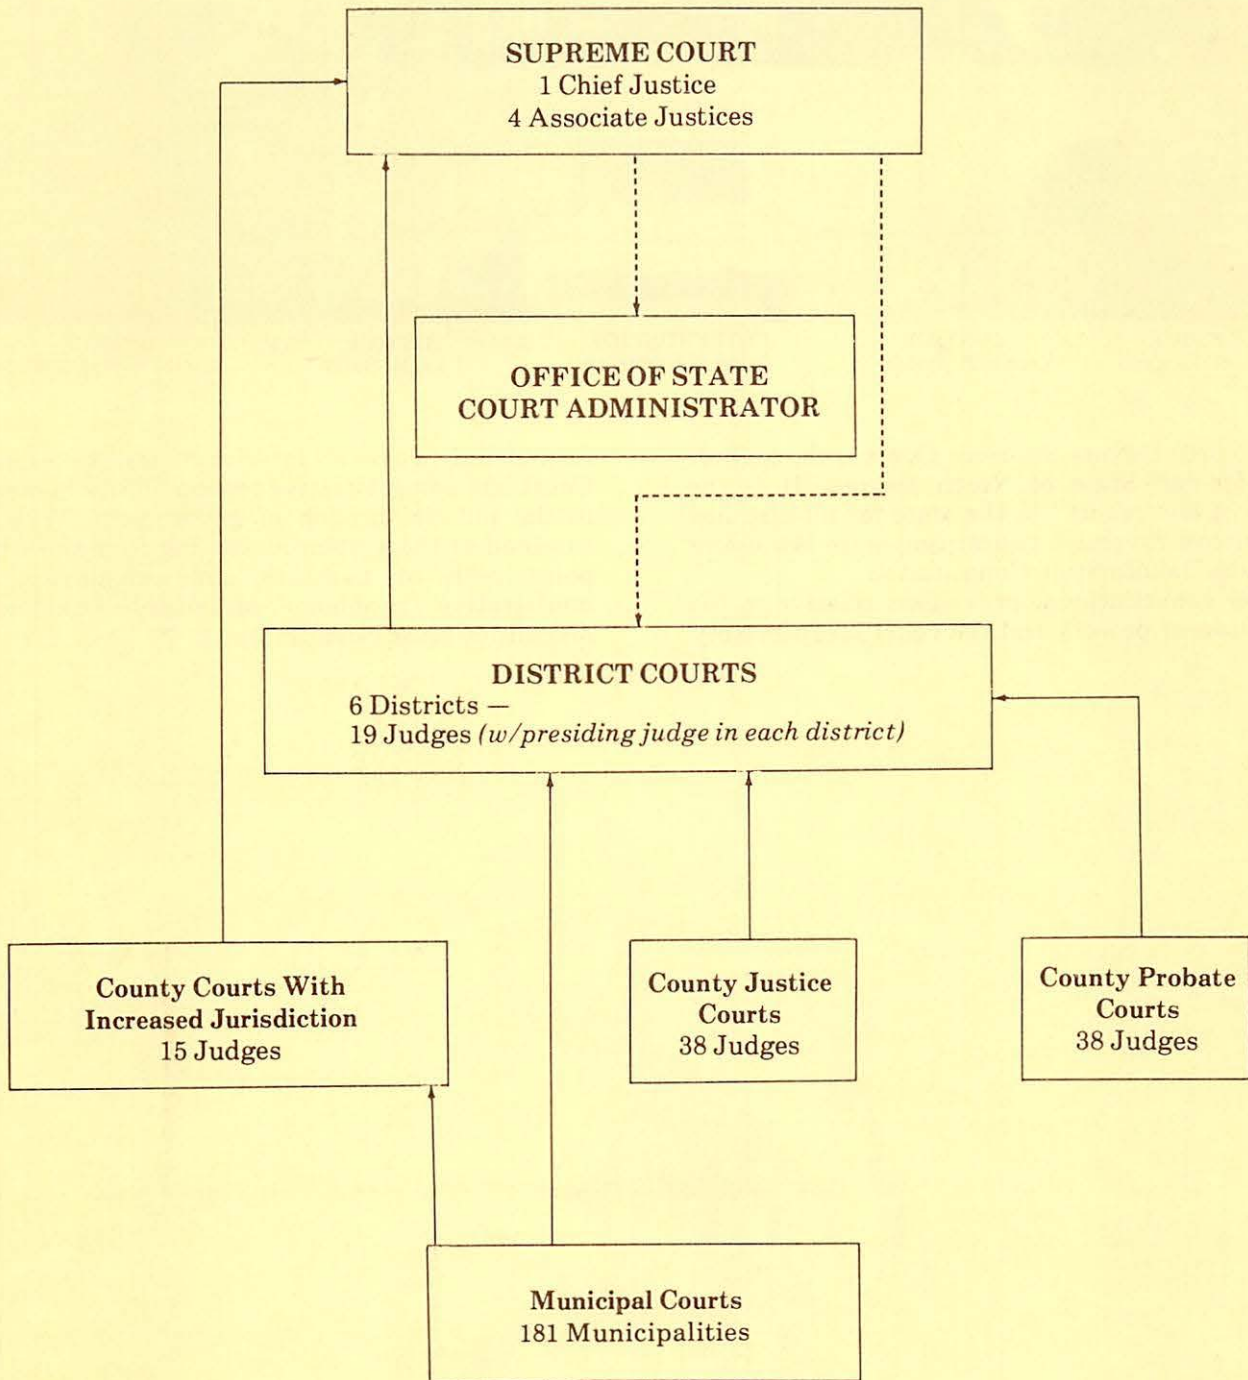 SUPREME COURT
1 Chief Justice
4 Associate Justices
OFFICE OF STATE
COURT ADMINISTRATOR
DISTRICT COURTS
6 Districts —
19 Judges (w/presiding judge in each district)
County Courts With
Increased Jurisdiction
15 Judges
County Justice
Courts
38 Judges
County Probate
Courts
38 Judges
Municipal Courts
181 Municipalities